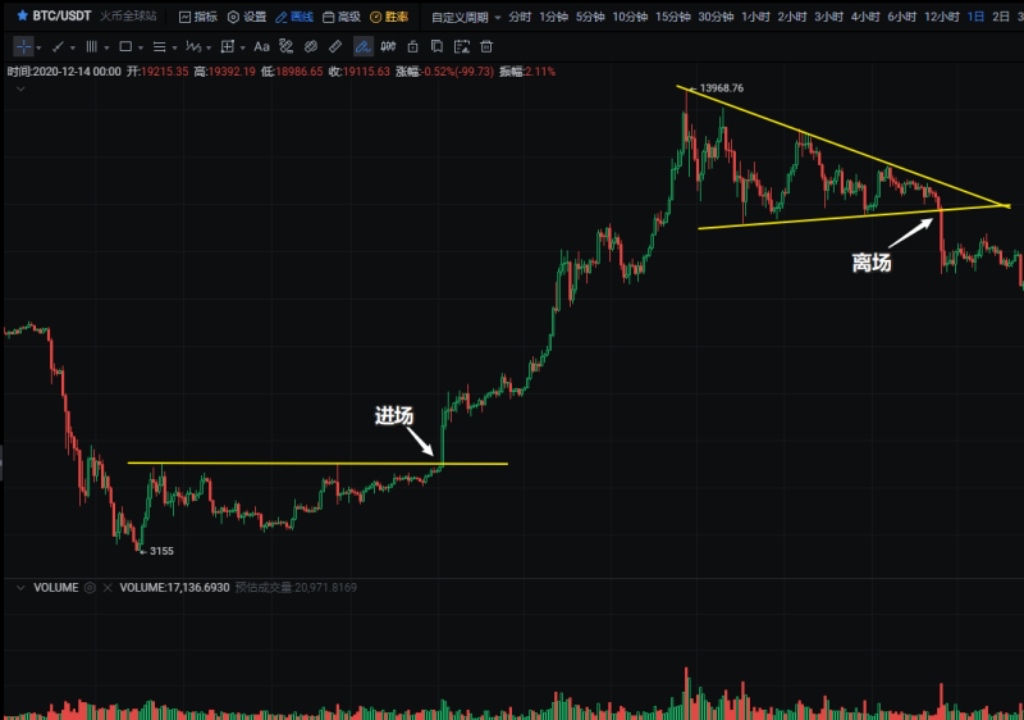 BTC/USDT 火币全球站 指标 设置 画线 高级 胜率 自定义周期 分时 1分钟 5分钟 10分钟 15分钟 30分钟 1小时 2小时 3小时 4小时 6小时 12小时 1日 2日
Aa
时间:2020-12-14 00:00 开:19215.35 高:19392.19 低:18986.65 收:19115.63 涨幅:-0.52%(-99.73) 振幅:2.11%
13968.76
离场
进场
3155
VOLUME VOLUME:17,136.6930 预估成交量:20,971.8169